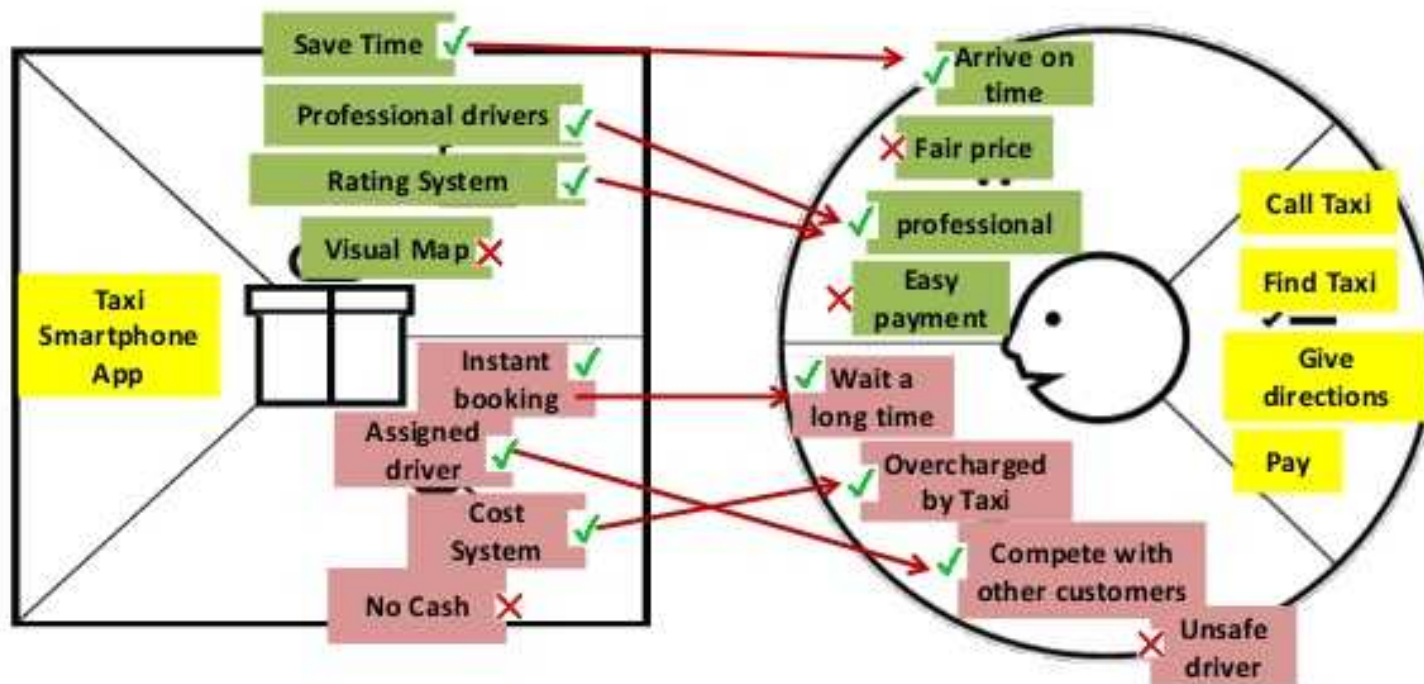 Save Time
Professional drivers
Rating System
Visual Map
Taxi
Smartphone
App
Instant
booking
Assigned
driver
Cost
System
No Cash
Arrive on
time
Fair price
professional
Easy
payment
Wait a
long time
Overcharged
by Taxi
Compete with
other customers
Unsafe
driver
Call Taxi
Find Taxi
Give
directions
Pay